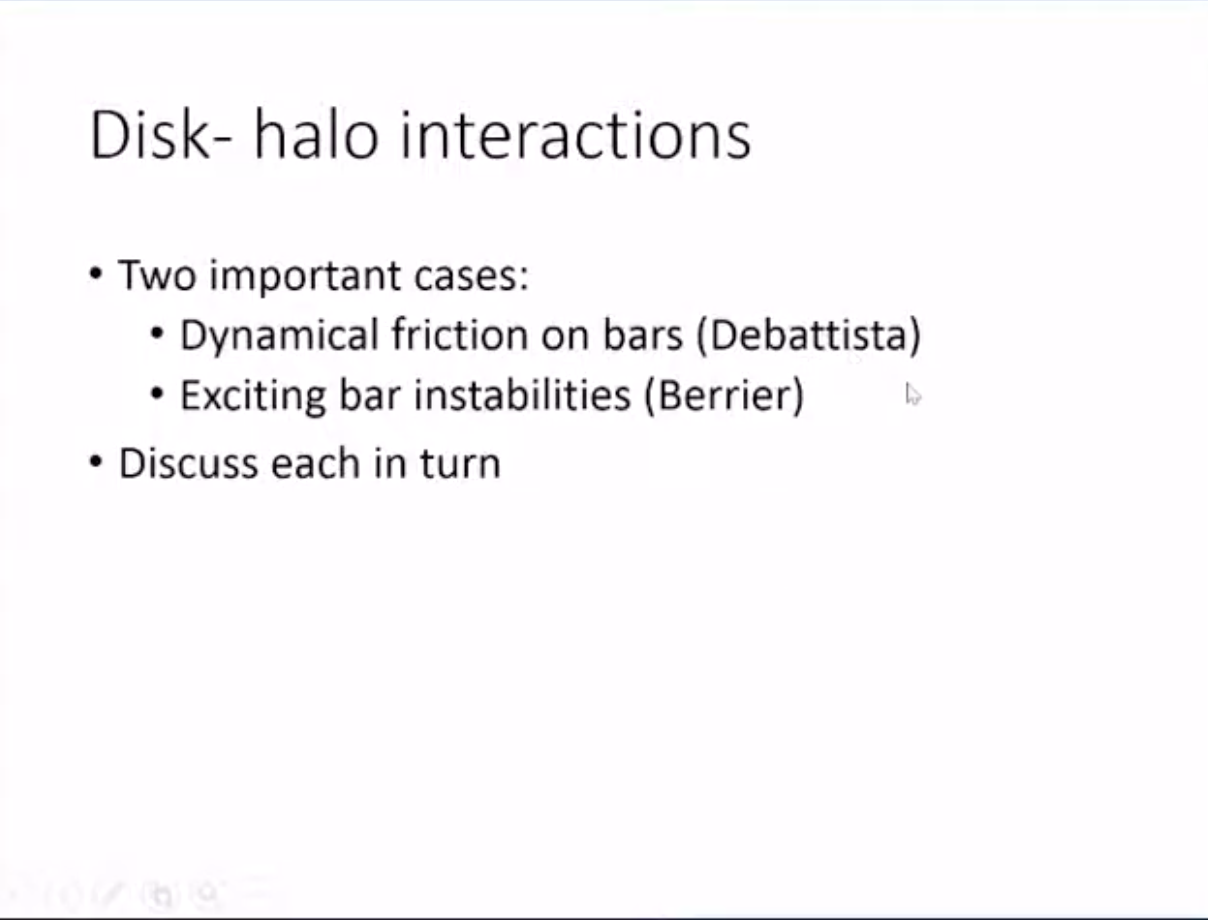 Disk- halo interactions
• Two important cases:
• Dynamical friction on bars (Debattista)
• Exciting bar instabilities (Berrier)
• Discuss each in turn